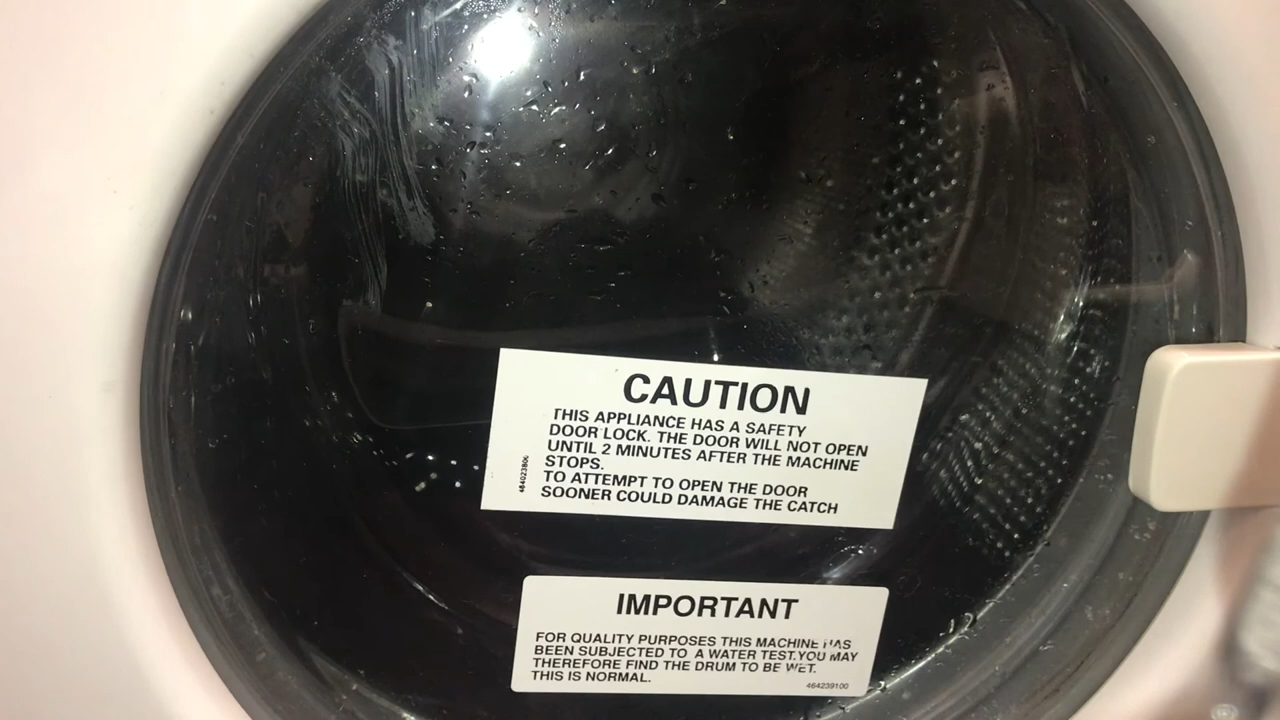 CAUTION
THIS APPLIANCE HAS A SAFETY
DOOR LOCK. THE DOOR WILL NOT OPEN
UNTIL 2 MINUTES AFTER THE MACHINE
STOPS.
TO ATTEMPT TO OPEN THE DOOR
SOONER COULD DAMAGE THE CATCH
464023806
IMPORTANT
FOR QUALITY PURPOSES THIS MACHINE HAS
BEEN SUBJECTED TO A WATER TEST.YOU MAY
THEREFORE FIND THE DRUM TO BE WET.
THIS IS NORMAL.
464239100